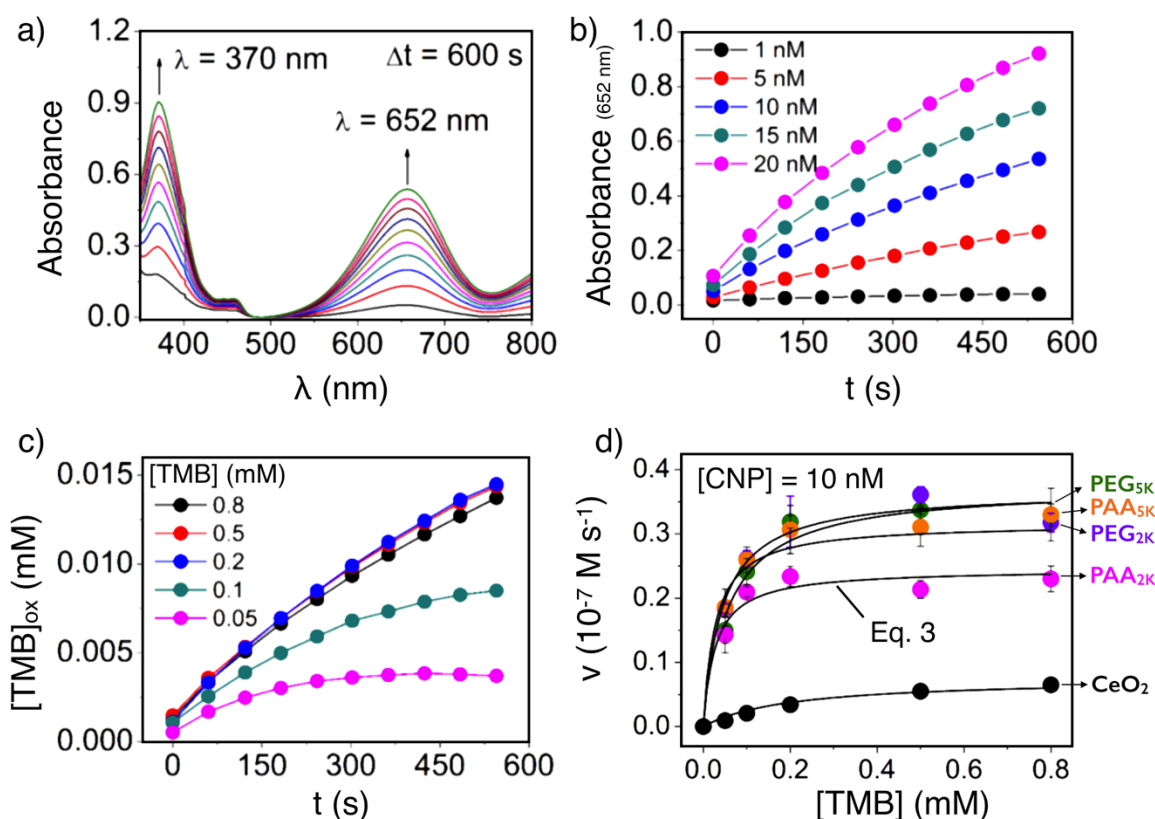 a)
λ = 370 nm
Δt = 600 s
λ = 652 nm
Absorbance
1.2
0.9
0.6
0.3
0.0
400
500
600
700
800
λ (nm)
b)
1 nM
5 nM
10 nM
15 nM
20 nM
Absorbance (652 nm)
1.0
0.8
0.6
0.4
0.2
0.0
0
150
300
450
600
t (s)
c)
[TMB] (mM)
0.8
0.5
0.2
0.1
0.05
[TMB]ox (mM)
0.015
0.010
0.005
0.000
0
150
300
450
600
t (s)
d)
[CNP] = 10 nM
PEG5K
PAA5K
PEG2K
PAA2K
Eq. 3
CeO2
v (10⁻⁷ M s⁻¹)
0.4
0.3
0.2
0.1
0.0
0.0
0.2
0.4
0.6
0.8
[TMB] (mM)